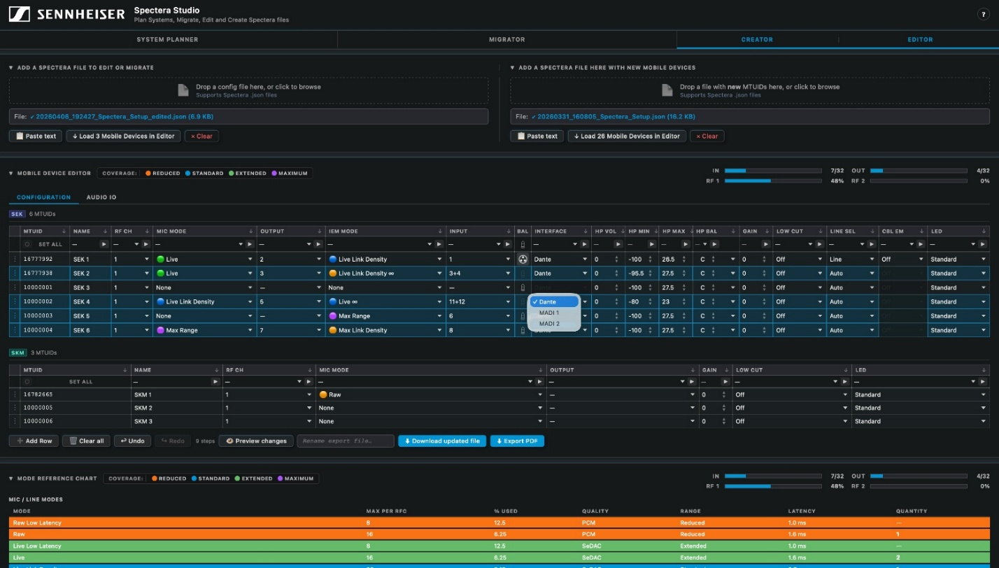 SENNHEISER Spectera Studio
Plan Systems, Migrate, Edit and Create Spectera files
?
SYSTEM PLANNER MIGRATOR CREATOR EDITOR
▼ ADD A SPECTERA FILE TO EDIT OR MIGRATE
Drop a config file here, or click to browse
Supports Spectera .json files
File: ✓ 20260406_192427_Spectera_Setup_edited.json (6.9 KB)
Paste text ↓ Load 3 Mobile Devices in Editor × Clear
▼ ADD A SPECTERA FILE HERE WITH NEW MOBILE DEVICES
Drop a file with new MTUIDs here, or click to browse
Supports Spectera .json files
File: ✓ 20260331_160805_Spectera_Setup.json (16.2 KB)
Paste text ↓ Load 26 Mobile Devices in Editor × Clear
▼ MOBILE DEVICE EDITOR COVERAGE: REDUCED STANDARD EXTENDED MAXIMUM
IN 7/32 OUT 4/32
RF 1 48% RF 2 0%
CONFIGURATION AUDIO IO
SEK 6 MTUIDs
MTUID NAME RF CH MIC MODE OUTPUT IEM MODE INPUT BAL INTERFACE HP VOL HP MIN HP MAX HP BAL GAIN LOW CUT LINE SEL CBL EM LED
SET ALL — — — — — — — — — — — — — — — —
16777992 SEK 1 1 Live 2 Live Link Density 1 Dante 0 -100 26.5 C 0 Off Line Off Standard
16777938 SEK 2 1 Live 3 Live Link Density ∞ 3+4 Dante 0 -95.5 27.5 C 0 Off Auto Standard
10000001 SEK 3 1 None — None — Dante 0 -100 27.5 C 0 Off Auto Standard
10000002 SEK 4 1 Live Link Density 5 Live ∞ 11+12 ✓ Dante 0 -80 23 C 0 Off Auto Standard
10000003 SEK 5 1 None — Max Range 6 MADI 1 0 -100 27.5 C 0 Off Auto Standard
MADI 2
10000004 SEK 6 1 Max Range 7 Max Link Density 8 0 -100 27.5 C 0 Off Auto Standard
SKM 3 MTUIDs
MTUID NAME RF CH MIC MODE OUTPUT GAIN LOW CUT LED
SET ALL — — — — — — —
16782665 SKM 1 1 Raw — 0 Off Standard
10000005 SKM 2 1 None — 0 Off Standard
10000006 SKM 3 1 None — 0 Off Standard
+ Add Row Clear all Undo Redo 9 steps Preview changes Rename export file… Download updated file Export PDF
▼ MODE REFERENCE CHART COVERAGE: REDUCED STANDARD EXTENDED MAXIMUM
IN 7/32 OUT 4/32
RF 1 48% RF 2 0%
MIC / LINE MODES
MODE MAX PER RFC % USED QUALITY RANGE LATENCY QUANTITY
Raw Low Latency 8 12.5 PCM Reduced 1.0 ms —
Raw 16 6.25 PCM Reduced 1.6 ms 1
Live Low Latency 8 12.5 SeDAC Extended 1.0 ms —
Live 16 6.25 SeDAC Extended 1.6 ms 2